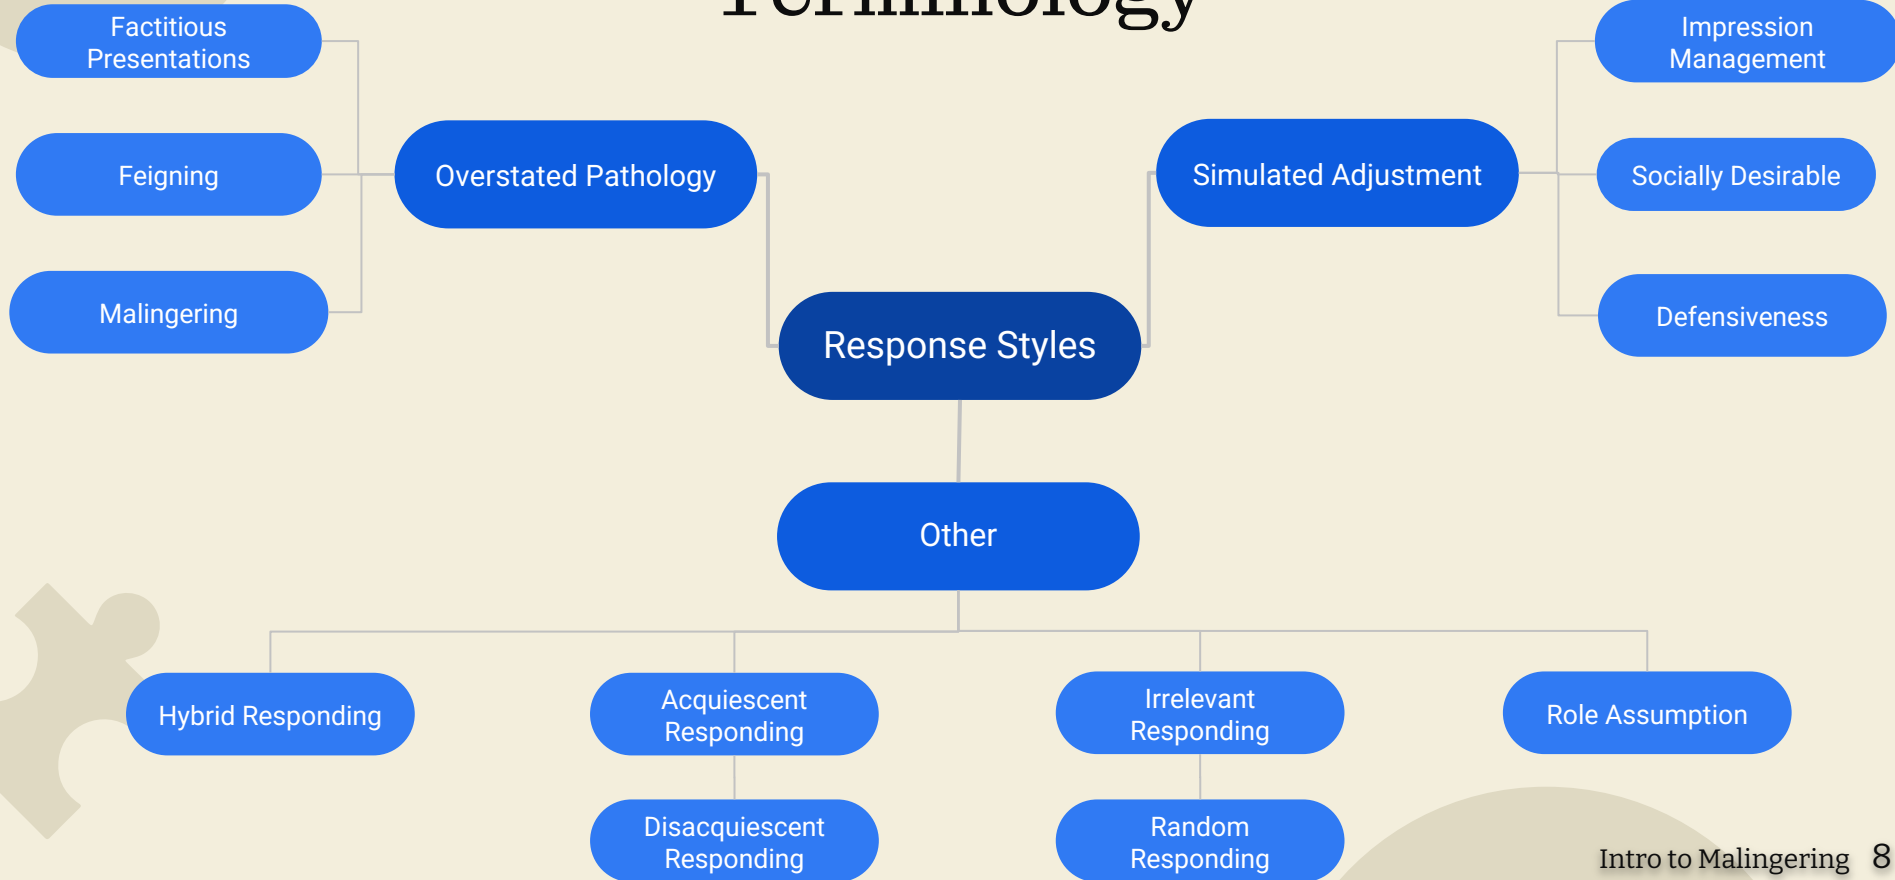 Terminology
Factitious
Presentations
Impression
Management
Feigning
Overstated Pathology
Simulated Adjustment
Socially Desirable
Malingering
Response Styles
Defensiveness
Other
Hybrid Responding
Acquiescent
Responding
Irrelevant
Responding
Role Assumption
Disacquiescent
Responding
Random
Responding
Intro to Malingering 8